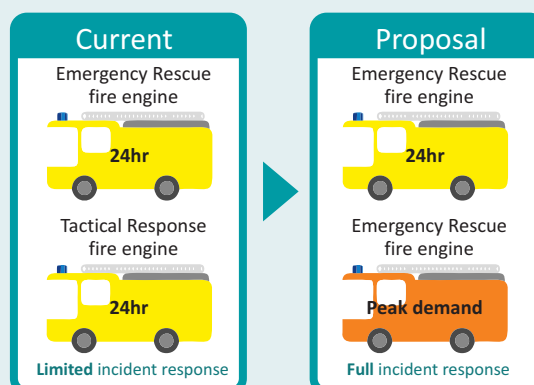 Current
Emergency Rescue
fire engine
24hr
Tactical Response
fire engine
24hr
Limited incident response
Proposal
Emergency Rescue
fire engine
24hr
Emergency Rescue
fire engine
Peak demand
Full incident response